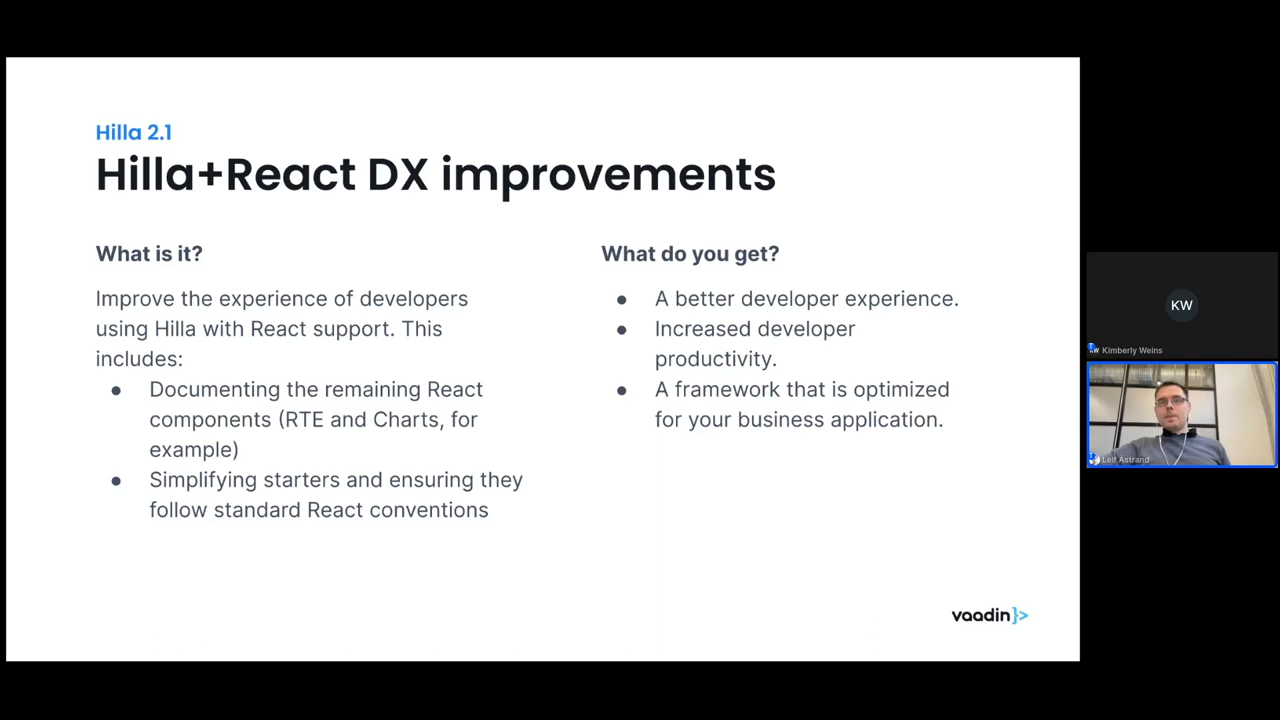 Hilla 2.1
Hilla+React DX improvements
What is it?
Improve the experience of developers
using Hilla with React support. This
includes:
● Documenting the remaining React
components (RTE and Charts, for
example)
● Simplifying starters and ensuring they
follow standard React conventions
What do you get?
● A better developer experience.
● Increased developer
productivity.
● A framework that is optimized
for your business application.
vaadin}>
KW
Kimberly Weins
Leif Astrand